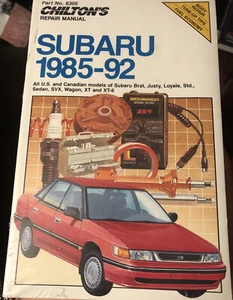 Part No. 8305
CHILTON'S
REPAIR MANUAL
SUBARU
1985-92
All U.S. and Canadian models of Subaru Brat, Justy, Loyale, Std.,
Sedan, SVX, Wagon, XT and XT-6